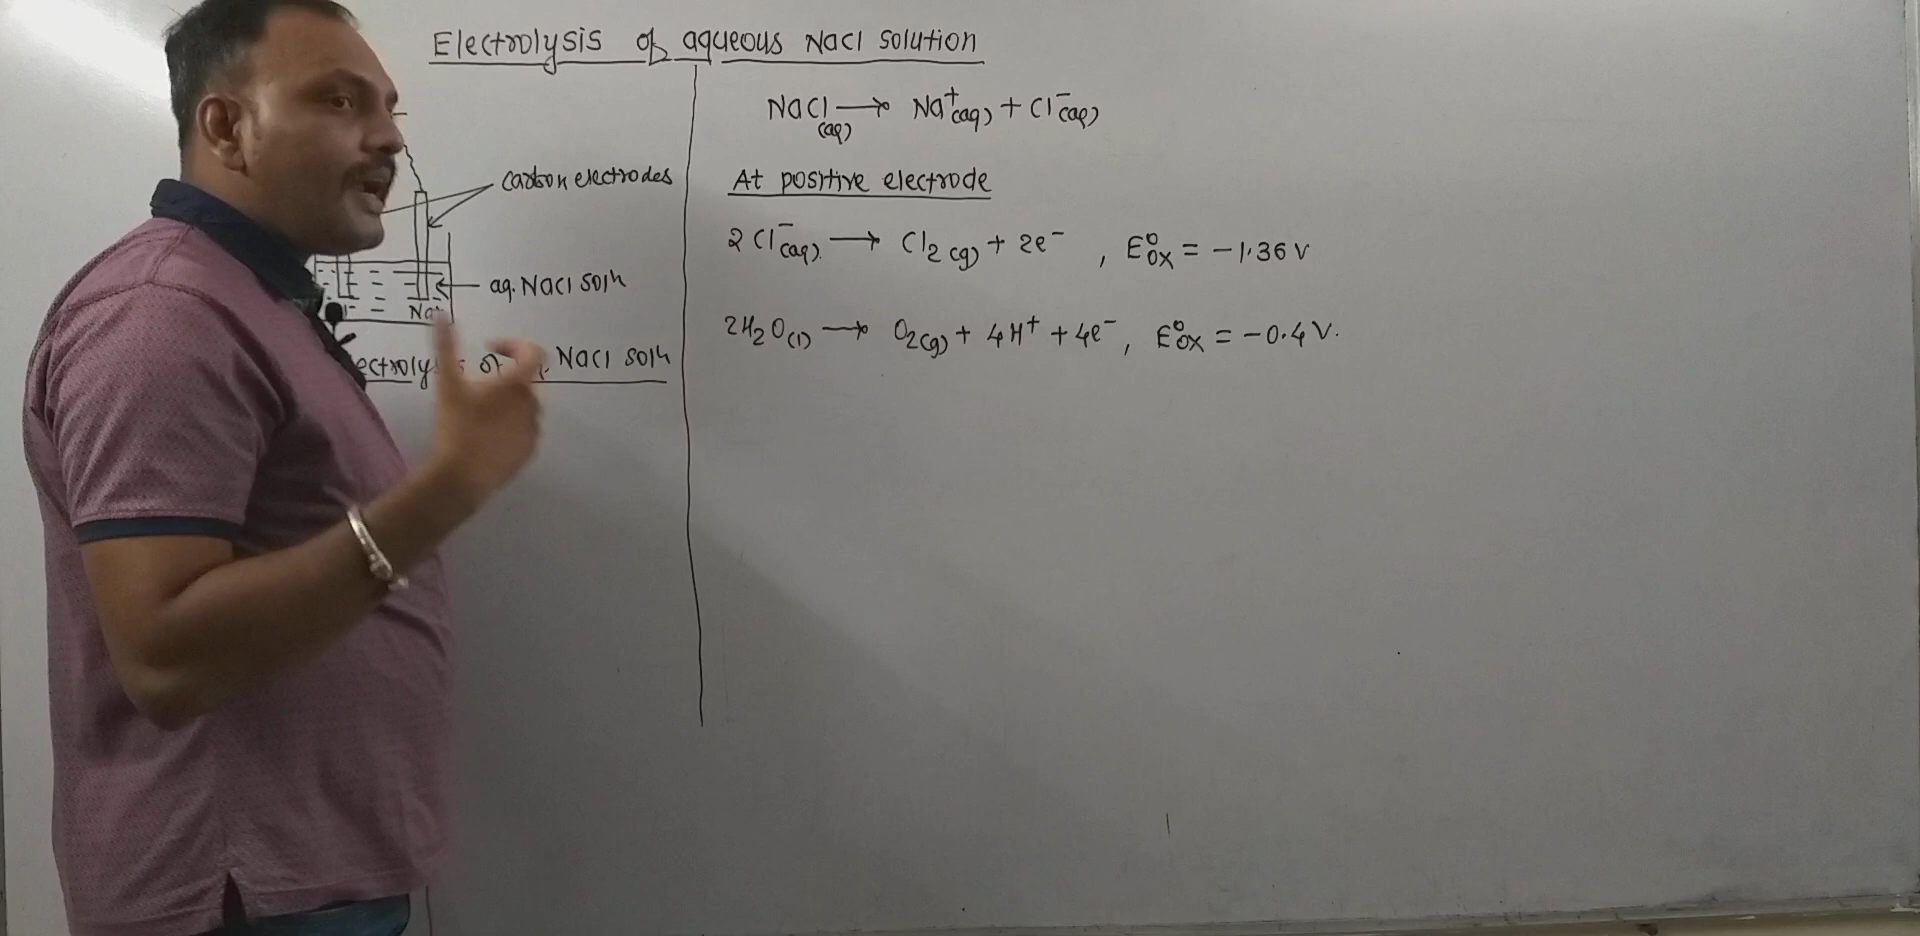 Electrolysis of aqueous NaCl solution
NaCl(aq) → Na⁺(aq) + Cl⁻(aq)
carbon electrodes
aq. NaCl soln
Na⁺
NaCl soln
At positive electrode
2Cl⁻(aq) → Cl₂(g) + 2e⁻ , E°ox = -1.36 V
2H₂O(l) → O₂(g) + 4H⁺ + 4e⁻, E°ox = -0.4 V.